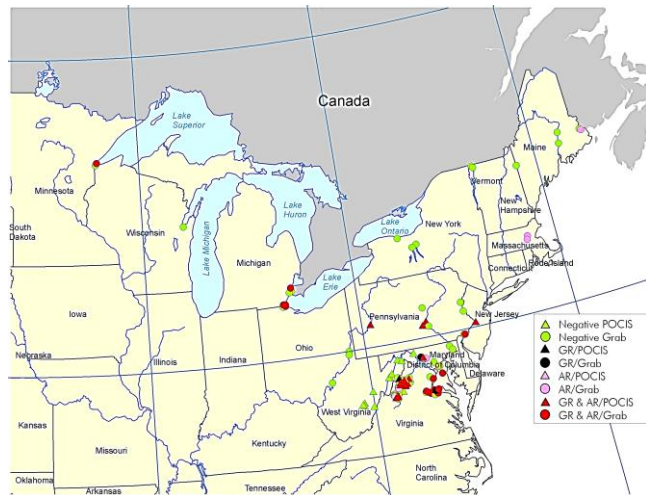 Canada
Lake
Superior
Maine
Minnesota
Vermont
Lake
Huron
Lake
Ontario
New
Hampshire
South
Dakota
Wisconsin
New York
Lake Michigan
Massachusetts
Michigan
Connecticut
Rode Island
Lake
Erie
Iowa
Pennsylvania
New Jersey
Nebraska
Ohio
Maryland
District of Columbia
Illinois
Indiana
Delaware
West Virginia
Kansas
Virginia
Missouri
Kentucky
Oklahoma
Arkansas
Tennessee
North
Carolina
Negative POCIS
Negative Grab
GR/POCIS
GR/Grab
AR/POCIS
AR/Grab
GR & AR/POCIS
GR & AR/Grab